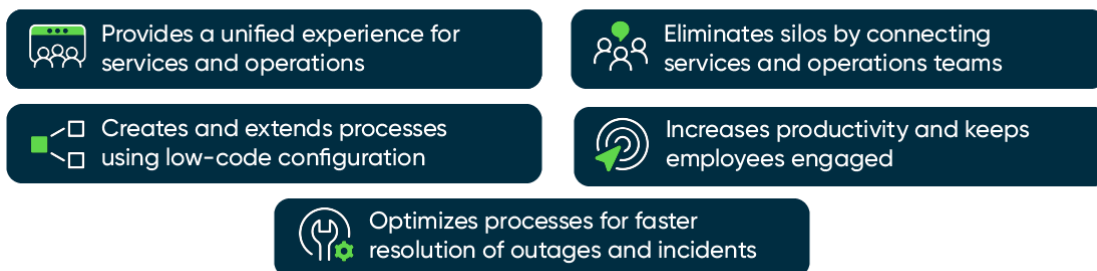 Provides a unified experience for
services and operations
Eliminates silos by connecting
services and operations teams
Creates and extends processes
using low-code configuration
Increases productivity and keeps
employees engaged
Optimizes processes for faster
resolution of outages and incidents